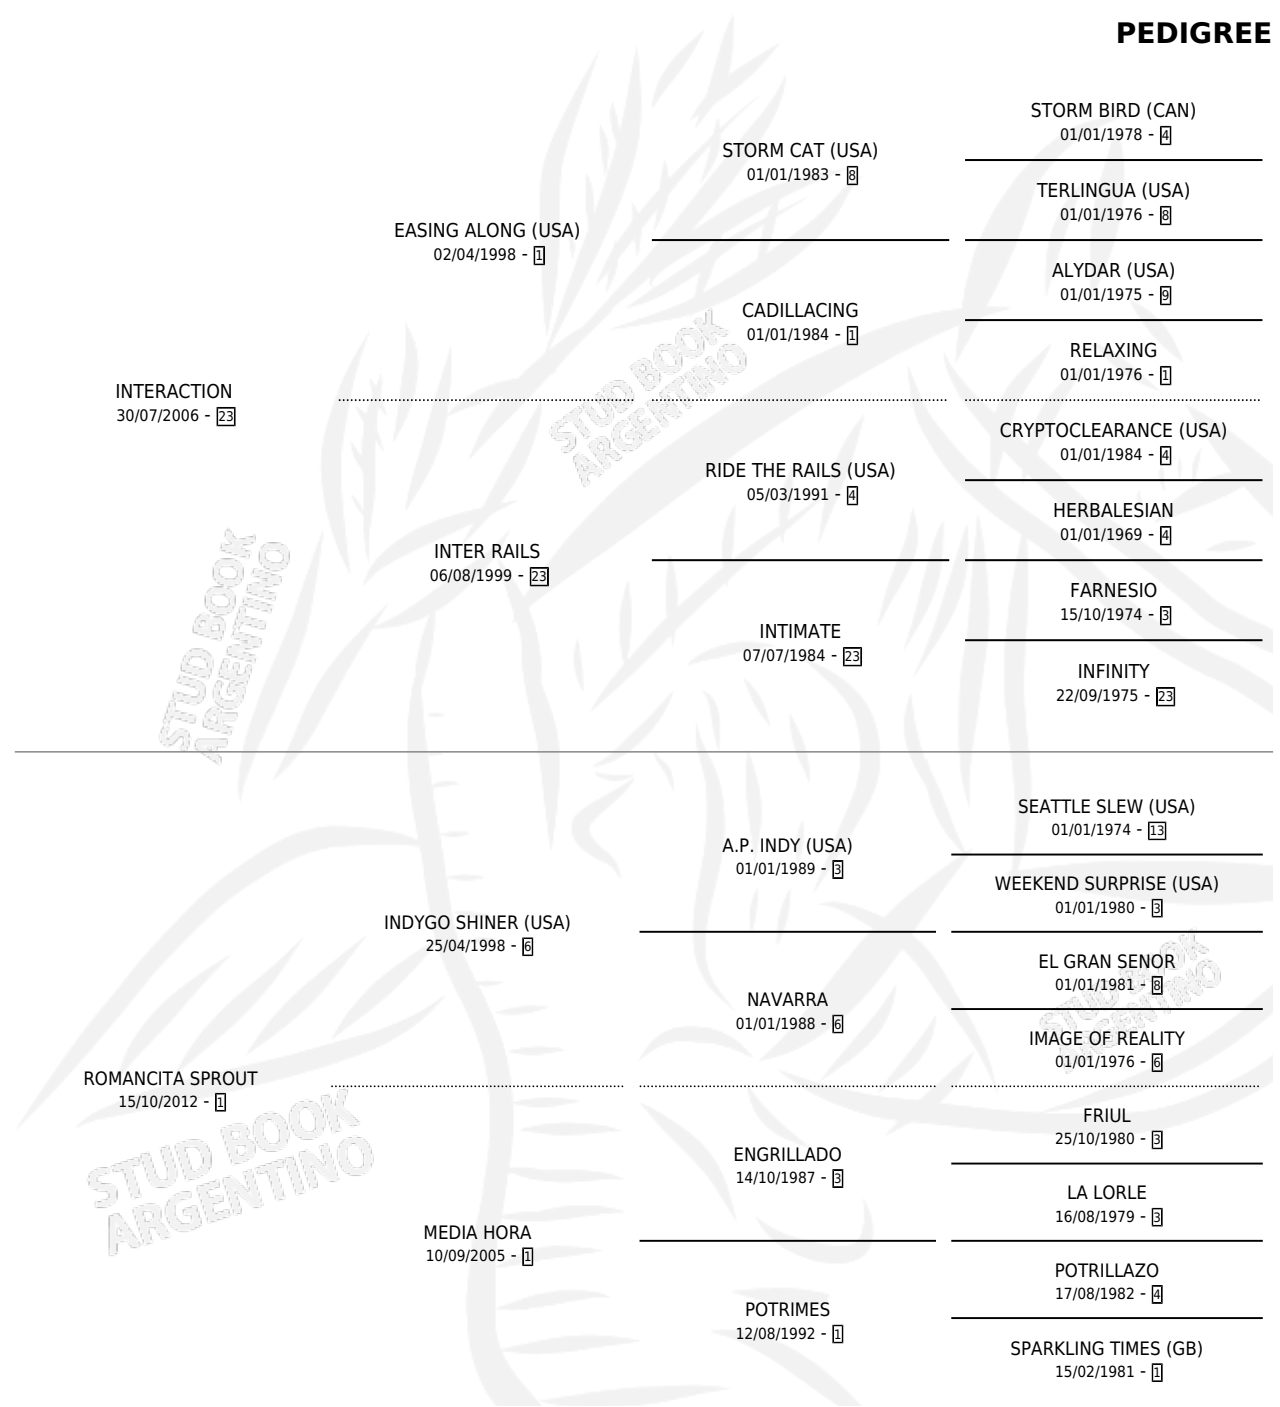 PEDIGREE
STORM BIRD (CAN)
01/01/1978 - 4
STORM CAT (USA)
01/01/1983 - 8
TERLINGUA (USA)
01/01/1976 - 8
EASING ALONG (USA)
02/04/1998 - 1
ALYDAR (USA)
01/01/1975 - 9
CADILLACING
01/01/1984 - 1
RELAXING
01/01/1976 - 1
INTERACTION
30/07/2006 - 23
CRYPTOCLEARANCE (USA)
01/01/1984 - 4
RIDE THE RAILS (USA)
05/03/1991 - 4
HERBALESIAN
01/01/1969 - 4
INTER RAILS
06/08/1999 - 23
FARNESIO
15/10/1974 - 3
INTIMATE
07/07/1984 - 23
INFINITY
22/09/1975 - 23
STUD BOOK
ARGENTINO
STUD BOOK
ARGENTINO
SEATTLE SLEW (USA)
01/01/1974 - 13
A.P. INDY (USA)
01/01/1989 - 3
WEEKEND SURPRISE (USA)
01/01/1980 - 3
INDYGO SHINER (USA)
25/04/1998 - 6
EL GRAN SENOR
01/01/1981 - 8
NAVARRA
01/01/1988 - 6
IMAGE OF REALITY
01/01/1976 - 6
STUD BOOK
ARGENTINO
ROMANCITA SPROUT
15/10/2012 - 1
FRIUL
25/10/1980 - 3
ENGRILLADO
14/10/1987 - 3
LA LORLE
16/08/1979 - 3
MEDIA HORA
10/09/2005 - 1
POTRILLAZO
17/08/1982 - 4
POTRIMES
12/08/1992 - 1
SPARKLING TIMES (GB)
15/02/1981 - 1
STUD BOOK
ARGENTINO